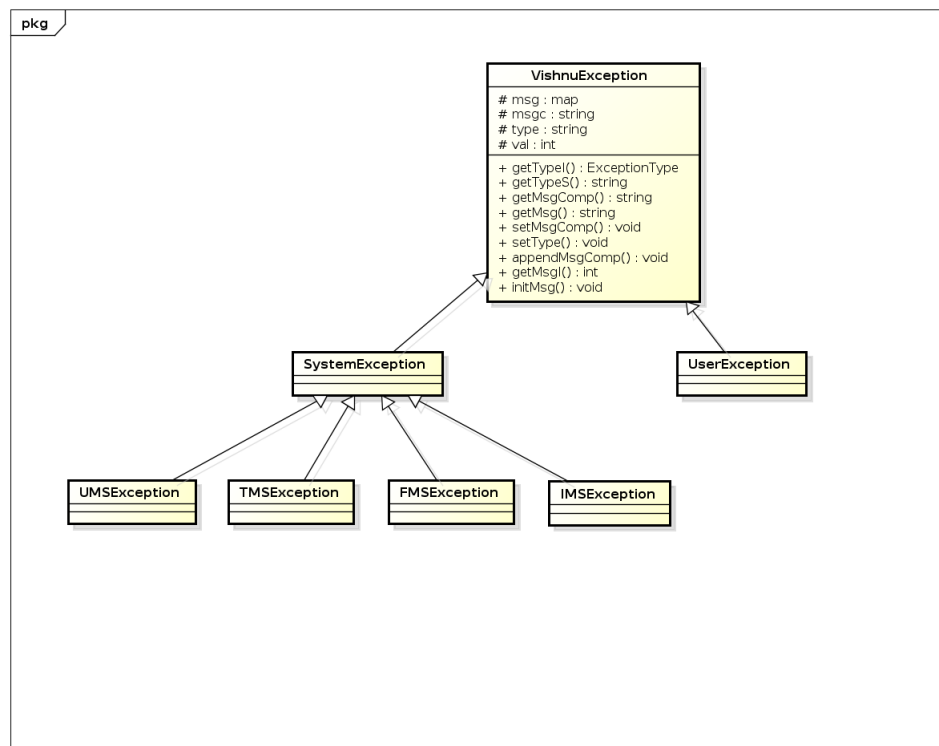 pkg
VishnuException
# msg : map
# msgc : string
# type : string
# val : int
+ getTypeI() : ExceptionType
+ getTypeS() : string
+ getMsgComp() : string
+ getMsg() : string
+ setMsgComp() : void
+ setType() : void
+ appendMsgComp() : void
+ getMsgI() : int
+ initMsg() : void
SystemException
UserException
UMSException
TMSException
FMSException
IMSException